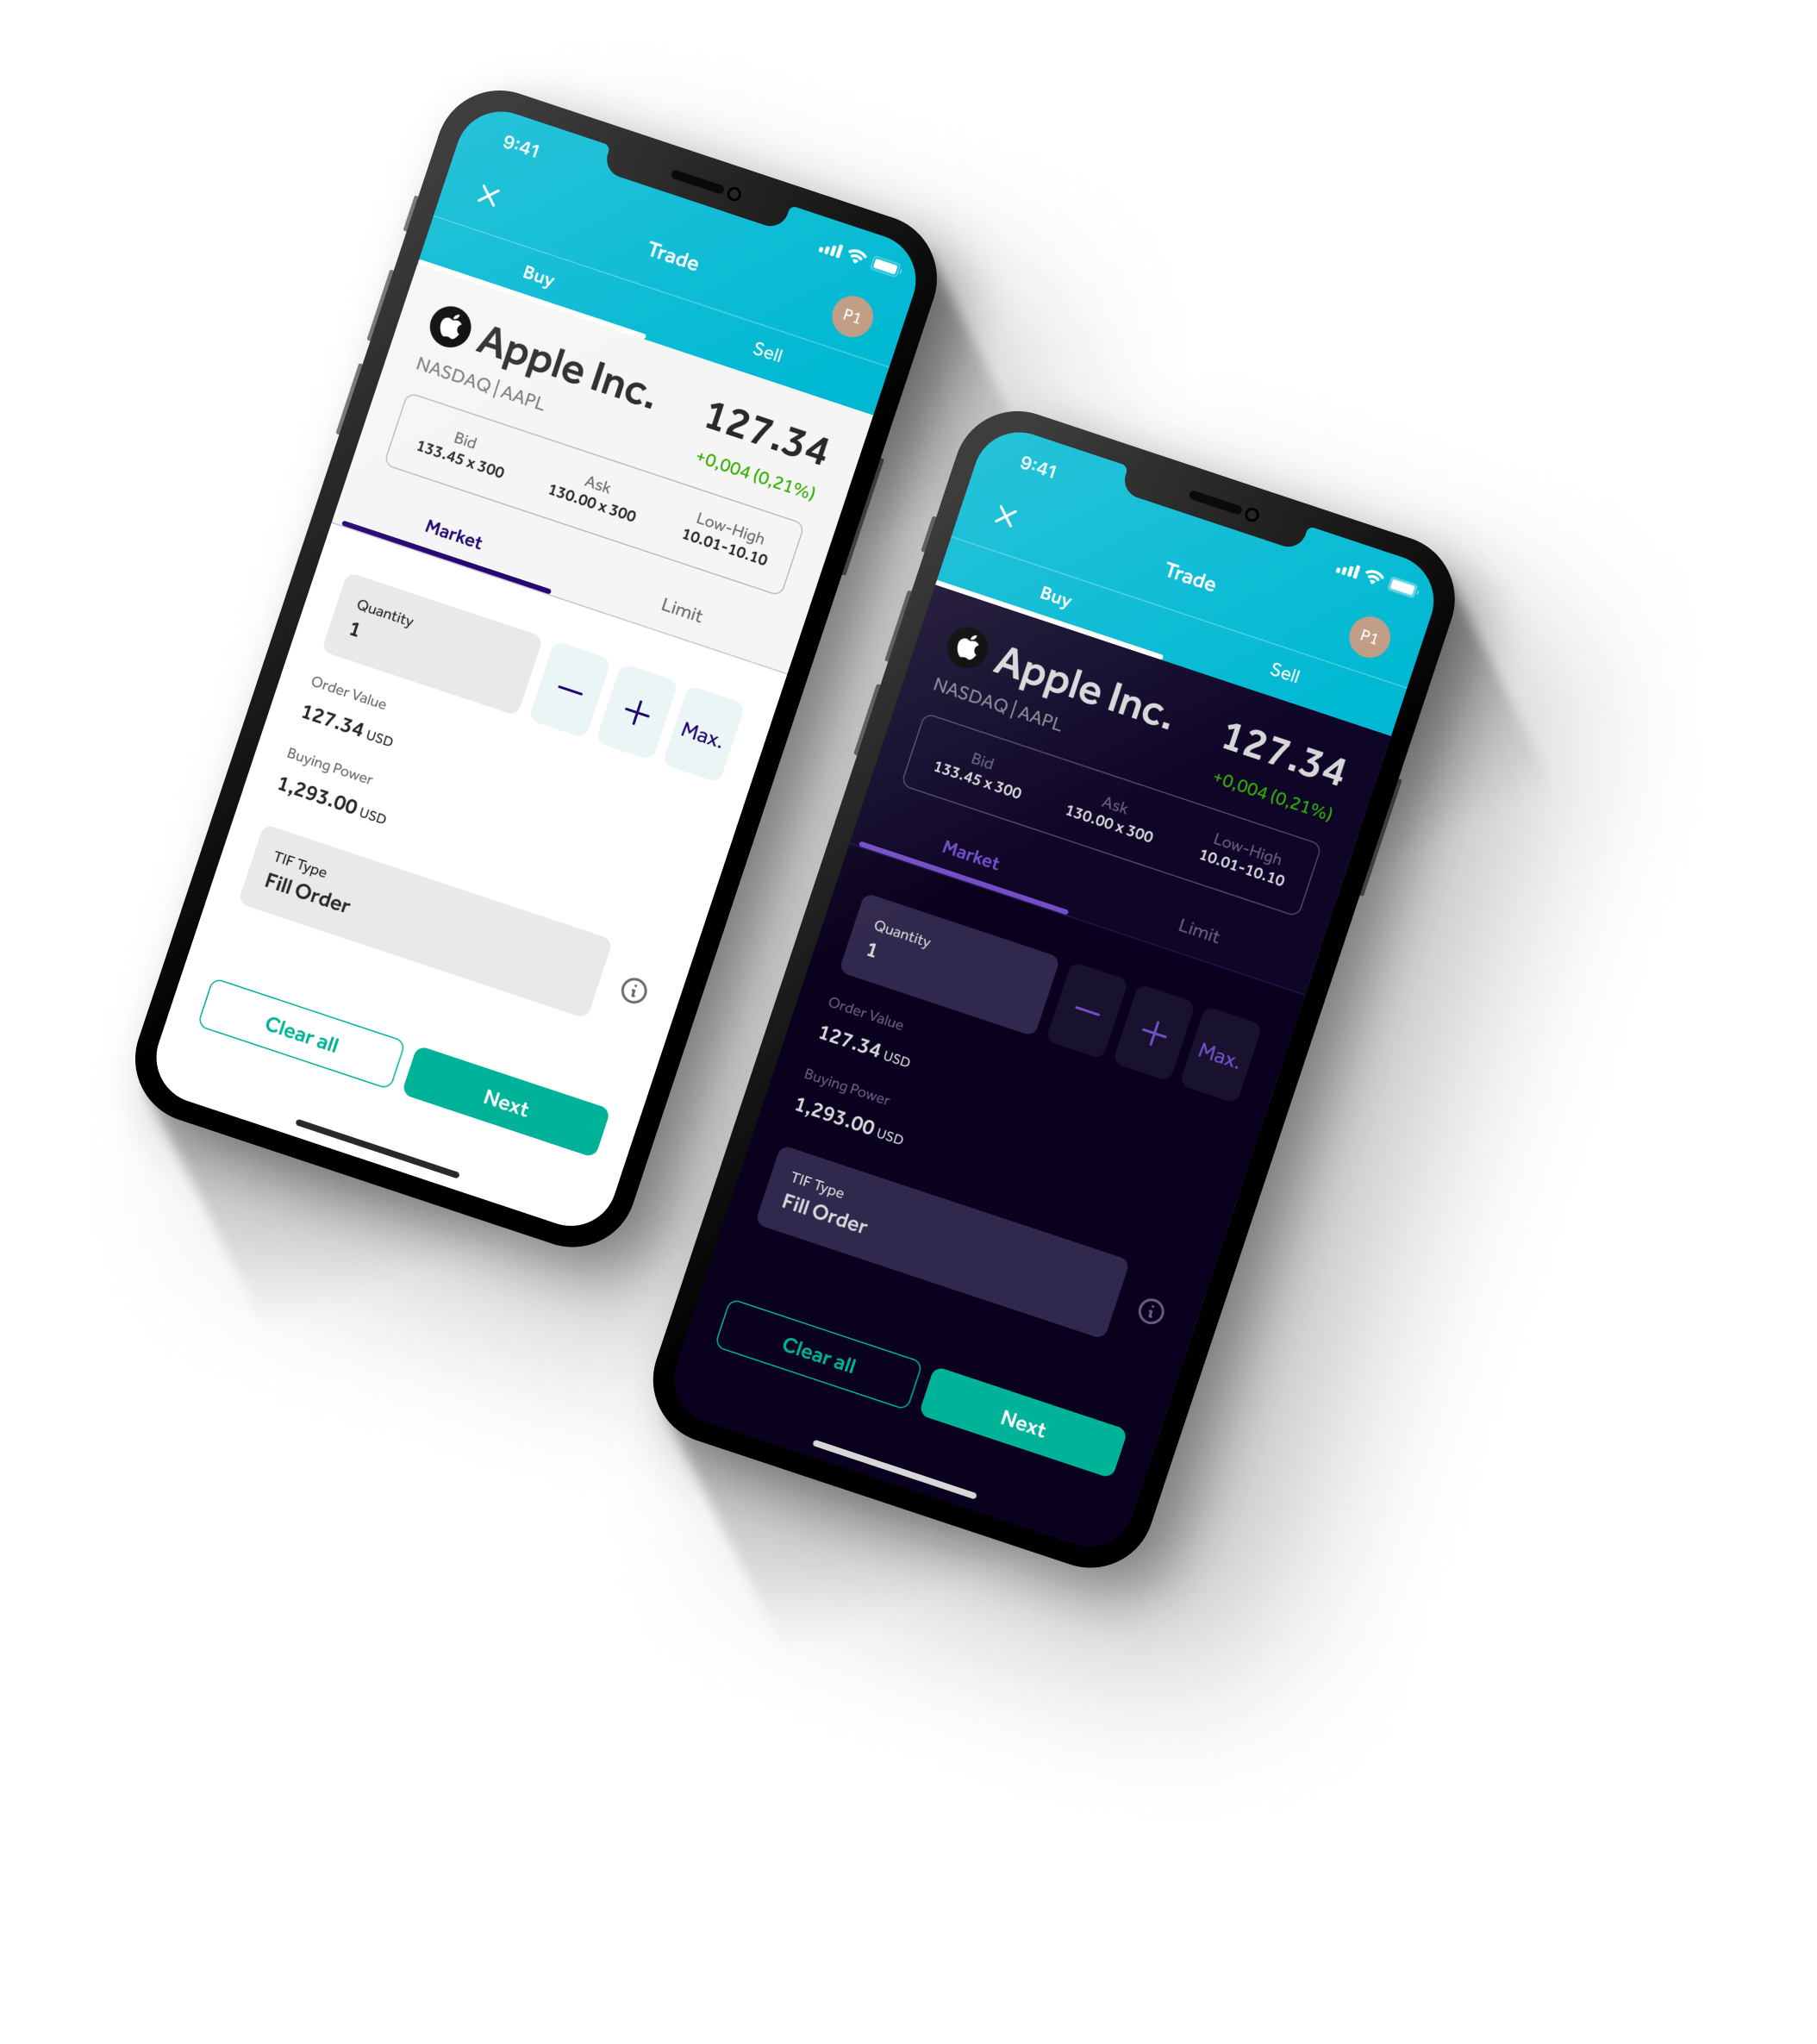 9:41
Trade
P1
Buy
Sell
Apple Inc.
127.34
NASDAQ | AAPL
+0,004 (0,21%)
Bid
133.45 x 300
Ask
130.00 x 300
Low-High
10.01-10.10
Market
Limit
Quantity
1
Max.
Order Value
127.34 USD
Buying Power
1,293.00 USD
TIF Type
Fill Order
Clear all
Next
9:41
Trade
P1
Buy
Sell
Apple Inc.
127.34
NASDAQ | AAPL
+0,004 (0,21%)
Bid
133.45 x 300
Ask
130.00 x 300
Low-High
10.01-10.10
Market
Limit
Quantity
1
Max.
Order Value
127.34 USD
Buying Power
1,293.00 USD
TIF Type
Fill Order
Clear all
Next